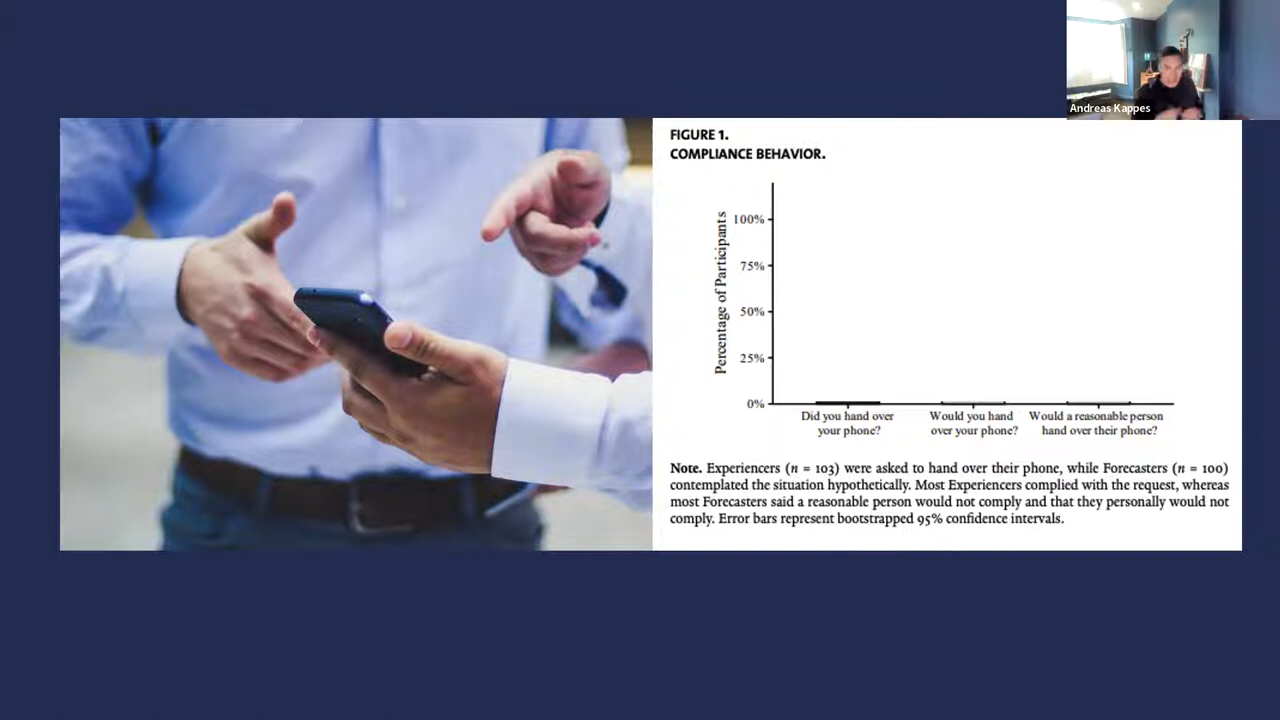 Andreas Kappes
FIGURE 1.
COMPLIANCE BEHAVIOR.
Percentage of Participants
100%
75%
50%
25%
0%
Did you hand over
your phone?
Would you hand
over your phone?
Would a reasonable person
hand over their phone?
Note. Experiencers (n = 103) were asked to hand over their phone, while Forecasters (n = 100)
contemplated the situation hypothetically. Most Experiencers complied with the request, whereas
most Forecasters said a reasonable person would not comply and that they personally would not
comply. Error bars represent bootstrapped 95% confidence intervals.